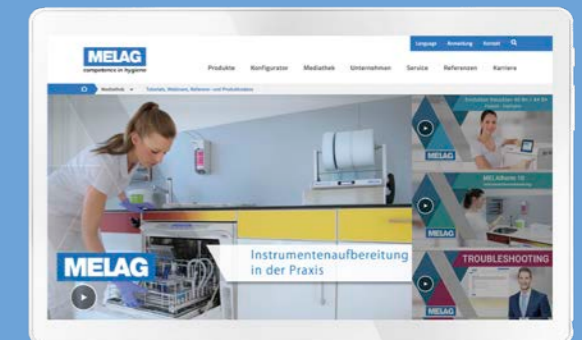 Language Anmeldung Kontakt
MELAG
competence in hygiene
Produkte Konfigurator Mediathek Unternehmen Service Referenzen Karriere
Mediathek
Tutorials, Webinare, Referenz- und Produktvideos
MELAG
MELAG
MELAG
TROUBLESHOOTING
MELAG
Instrumentenaufbereitung
in der Praxis
MELAG